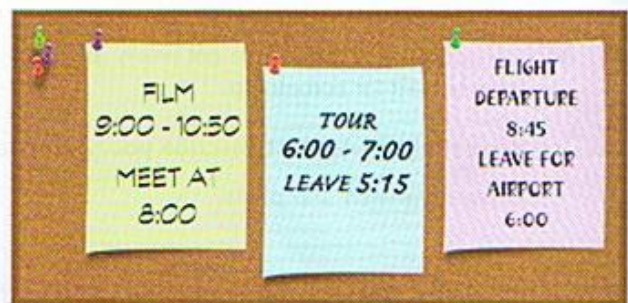 FILM
9:00 - 10:30
MEET AT
8:00
TOUR
6:00 - 7:00
LEAVE 5:15
FLIGHT
DEPARTURE
8:45
LEAVE FOR
AIRPORT
6:00